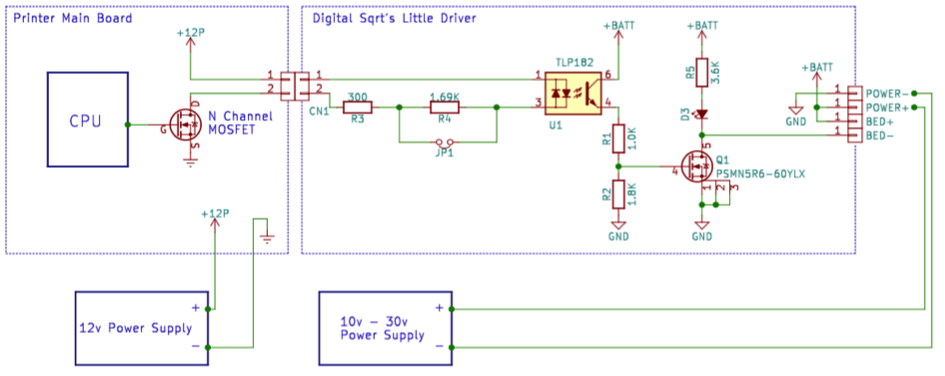 Printer Main Board
Digital Sqrt's Little Driver
+12P
+BATT
+BATT
+BATT
TLP182
1
1
1
6
2
2
3
4
CN1
300
R3
1.69K
R4
JP1
U1
R5
3.6K
D3
CPU
G
D
S
N Channel
MOSFET
R1
1.0K
R2
1.8K
GND
5
4
Q1
PSMN5R6-60YLX
1
2
3
GND
GND
1
POWER-
1
POWER+
1
BED+
1
BED-
+12P
12v Power Supply
+
-
10v - 30v
Power Supply
+
-